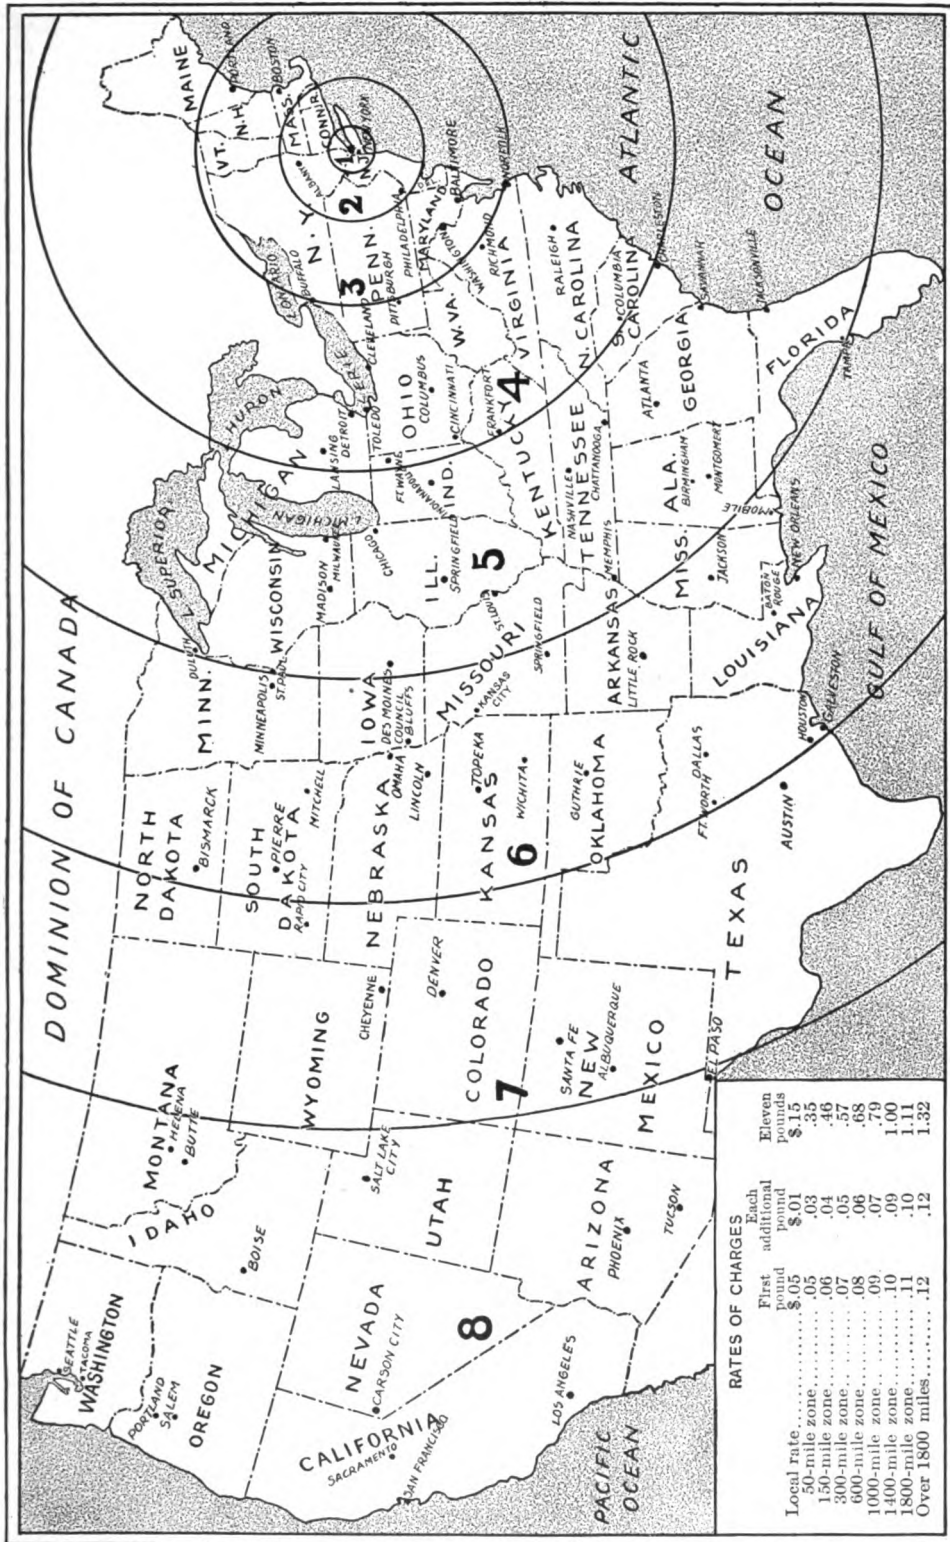 DOMINION OF CANADA
SEATTLE
TACOMA
WASHINGTON
PORTLAND
SALEM
OREGON
IDAHO
BOISE
MONTANA
HELENA
BUTTE
NORTH
DAKOTA
BISMARCK
SOUTH
DAKOTA
PIERRE
RAPID CITY
MITCHELL
MINN.
DULUTH
MINNEAPOLIS
ST. PAUL
L. SUPERIOR
MICHIGAN
WISCONSIN
MADISON
MILWAUKEE
L. MICHIGAN
L. HURON
LANSING
DETROIT
L. ERIE
L. ONTARIO
BUFFALO
N.Y.
ALBANY
VT.
N.H.
MAINE
PORTLAND
MASS.
BOSTON
CONN.
R.I.
NEW YORK
N.J.
1
2
3
PENN.
PITTSBURGH
PHILADELPHIA
MARYLAND
BALTIMORE
WASHINGTON
W.VA.
VIRGINIA
RICHMOND
NORFOLK
CLEVELAND
TOLEDO
OHIO
COLUMBUS
CINCINNATI
FT. WAYNE
INDIANAPOLIS
IND.
FRANKFORT
KENTUCKY
4
CHICAGO
ILL.
SPRINGFIELD
5
IOWA
DES MOINES
COUNCIL
BLUFFS
OMAHA
LINCOLN
NEBRASKA
WYOMING
CHEYENNE
NEVADA
CARSON CITY
UTAH
SALT LAKE
CITY
COLORADO
DENVER
7
8
KANSAS
TOPEKA
WICHITA
6
MISSOURI
KANSAS
CITY
ST. LOUIS
SPRINGFIELD
CALIFORNIA
SACRAMENTO
SAN FRANCISCO
LOS ANGELES
ARIZONA
PHOENIX
TUCSON
NEW
MEXICO
SANTA FE
ALBUQUERQUE
OKLAHOMA
GUTHRIE
ARKANSAS
LITTLE ROCK
TENNESSEE
NASHVILLE
CHATTANOOGA
MEMPHIS
N. CAROLINA
RALEIGH
S. CAROLINA
COLUMBIA
CHARLESTON
GEORGIA
ATLANTA
SAVANNAH
JACKSONVILLE
FLORIDA
TAMPA
ALA.
BIRMINGHAM
MONTGOMERY
MOBILE
MISS.
JACKSON
LOUISIANA
BATON
ROUGE
NEW ORLEANS
TEXAS
EL PASO
FT. WORTH
DALLAS
AUSTIN
HOUSTON
GALVESTON
GULF OF MEXICO
ATLANTIC
OCEAN
PACIFIC
OCEAN
RATES OF CHARGES
First pound Each additional pound Eleven pounds
Local rate $.05 $.01 $.15
50-mile zone .05 .03 .35
150-mile zone .06 .04 .46
300-mile zone .07 .05 .57
600-mile zone .08 .06 .68
1000-mile zone .09 .07 .79
1400-mile zone .10 .09 1.00
1800-mile zone .11 .10 1.11
Over 1800 miles .12 .12 1.32